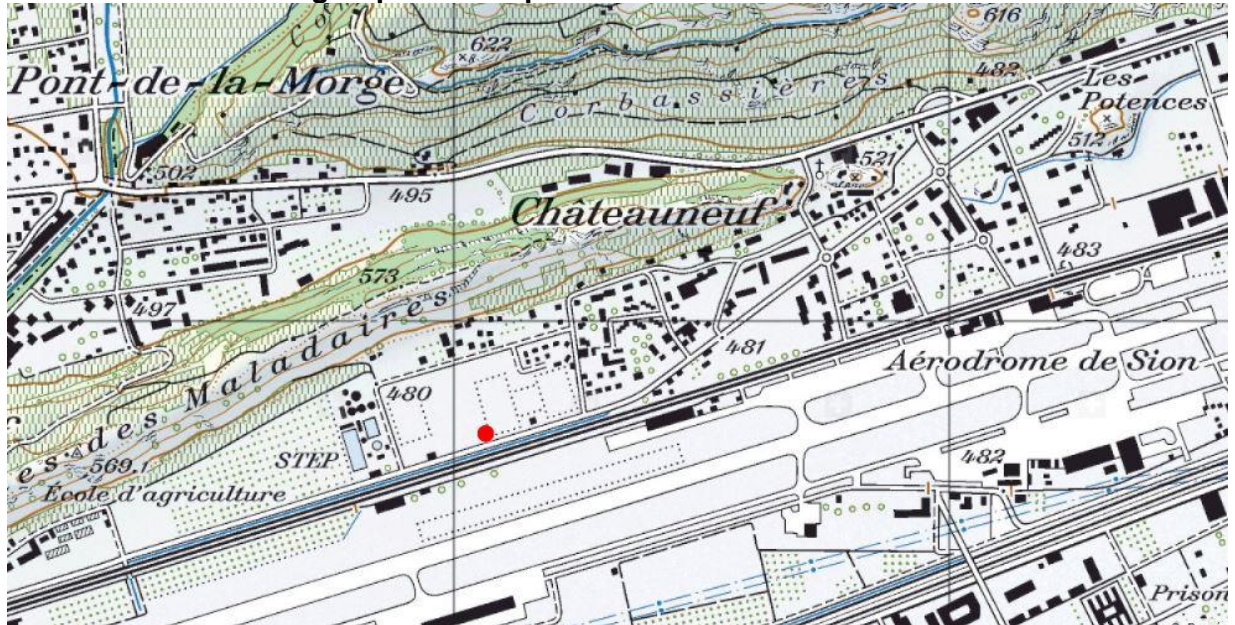 616
622
482
Les
Potences
Pont-de-la-Morge
Corbassières
512
502
521
495
Châteauneuf
483
573
497
481
Aérodrome de Sion
des Maladaires
480
STEP
482
569.1
École d'agriculture
Prison